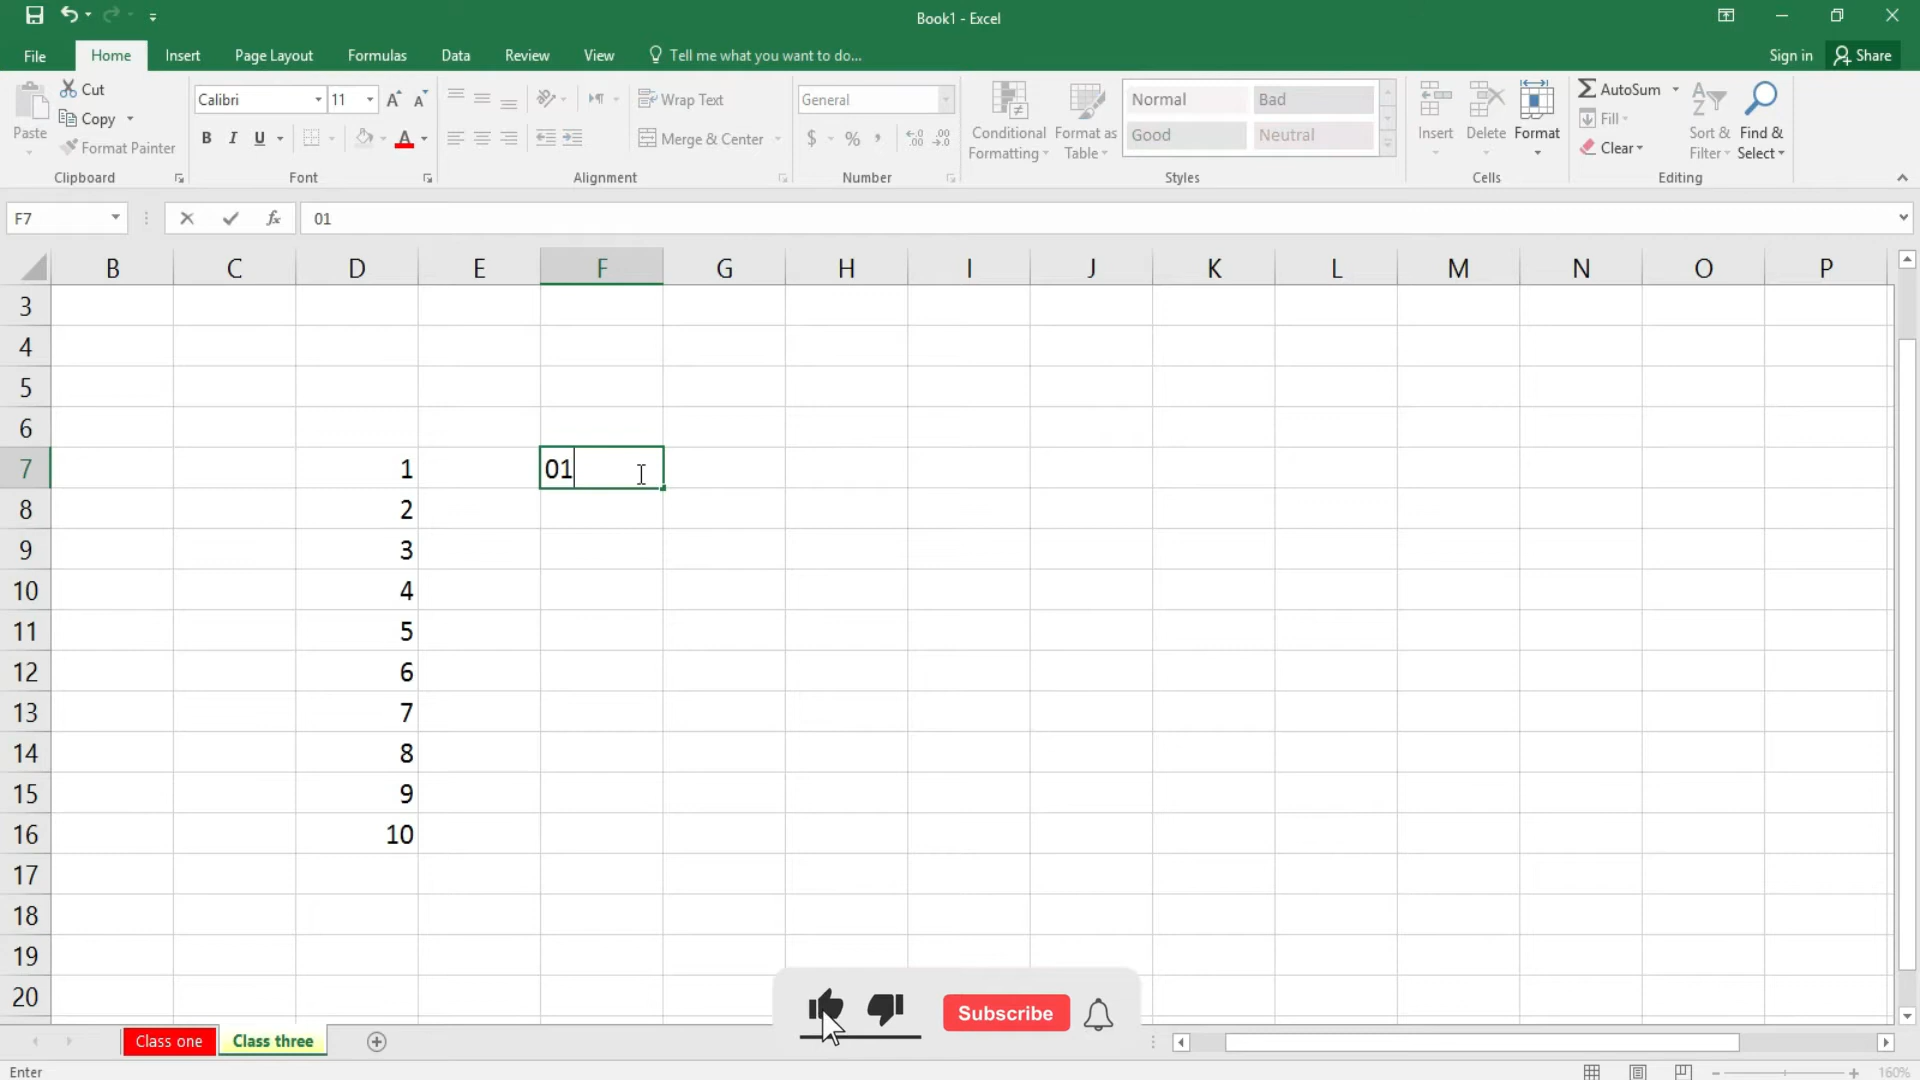 Book1 - Excel
File Home Insert Page Layout Formulas Data Review View Tell me what you want to do... Sign in Share
Paste Cut Copy Format Painter
Clipboard
Calibri 11
B I U A
Font
Wrap Text
Merge & Center
Alignment
General
$ % ,
Number
Conditional Formatting
Format as Table
Normal Bad
Good Neutral
Styles
Insert Delete Format
Cells
AutoSum
Fill
Clear
Sort & Filter
Find & Select
Editing
F7 fx 01
B C D E F G H I J K L M N O P
3
4
5
6
7 1 01
8 2
9 3
10 4
11 5
12 6
13 7
14 8
15 9
16 10
17
18
19
20
Subscribe
Class one Class three
Enter 160%